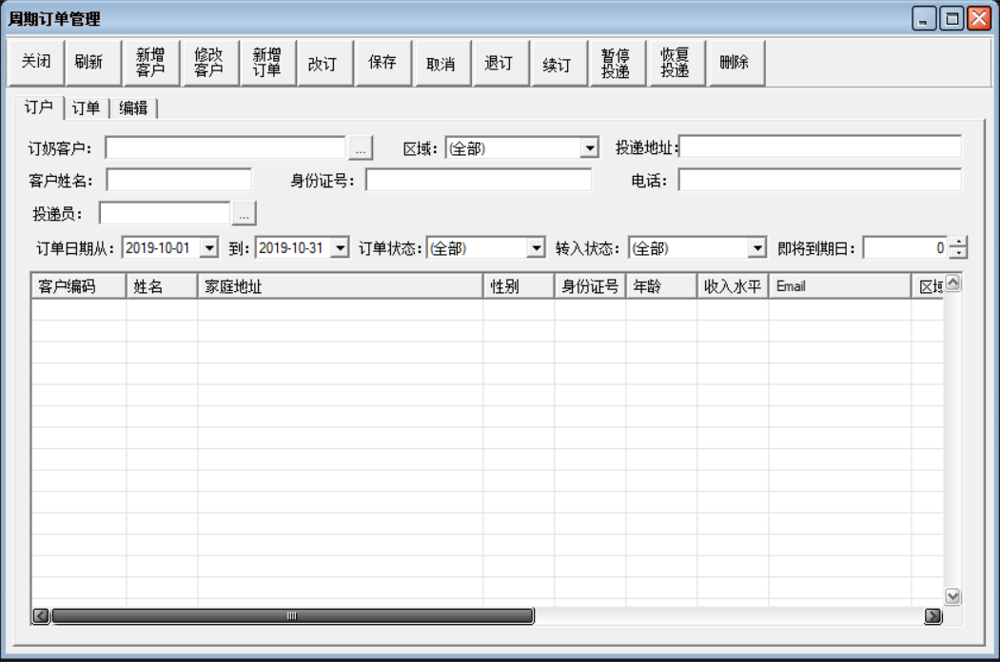 周期订单管理
关闭 刷新 新增客户 修改客户 新增订单 改订 保存 取消 退订 续订 暂停投递 恢复投递 删除
订户 订单 编辑
订奶客户： ... 区域：(全部) 投递地址:
客户姓名： 身份证号： 电话：
投递员： ...
订单日期从：2019-10-01 到：2019-10-31 订单状态：(全部) 转入状态：(全部) 即将到期日： 0
客户编码 姓名 家庭地址 性别 身份证号 年龄 收入水平 Email 区域